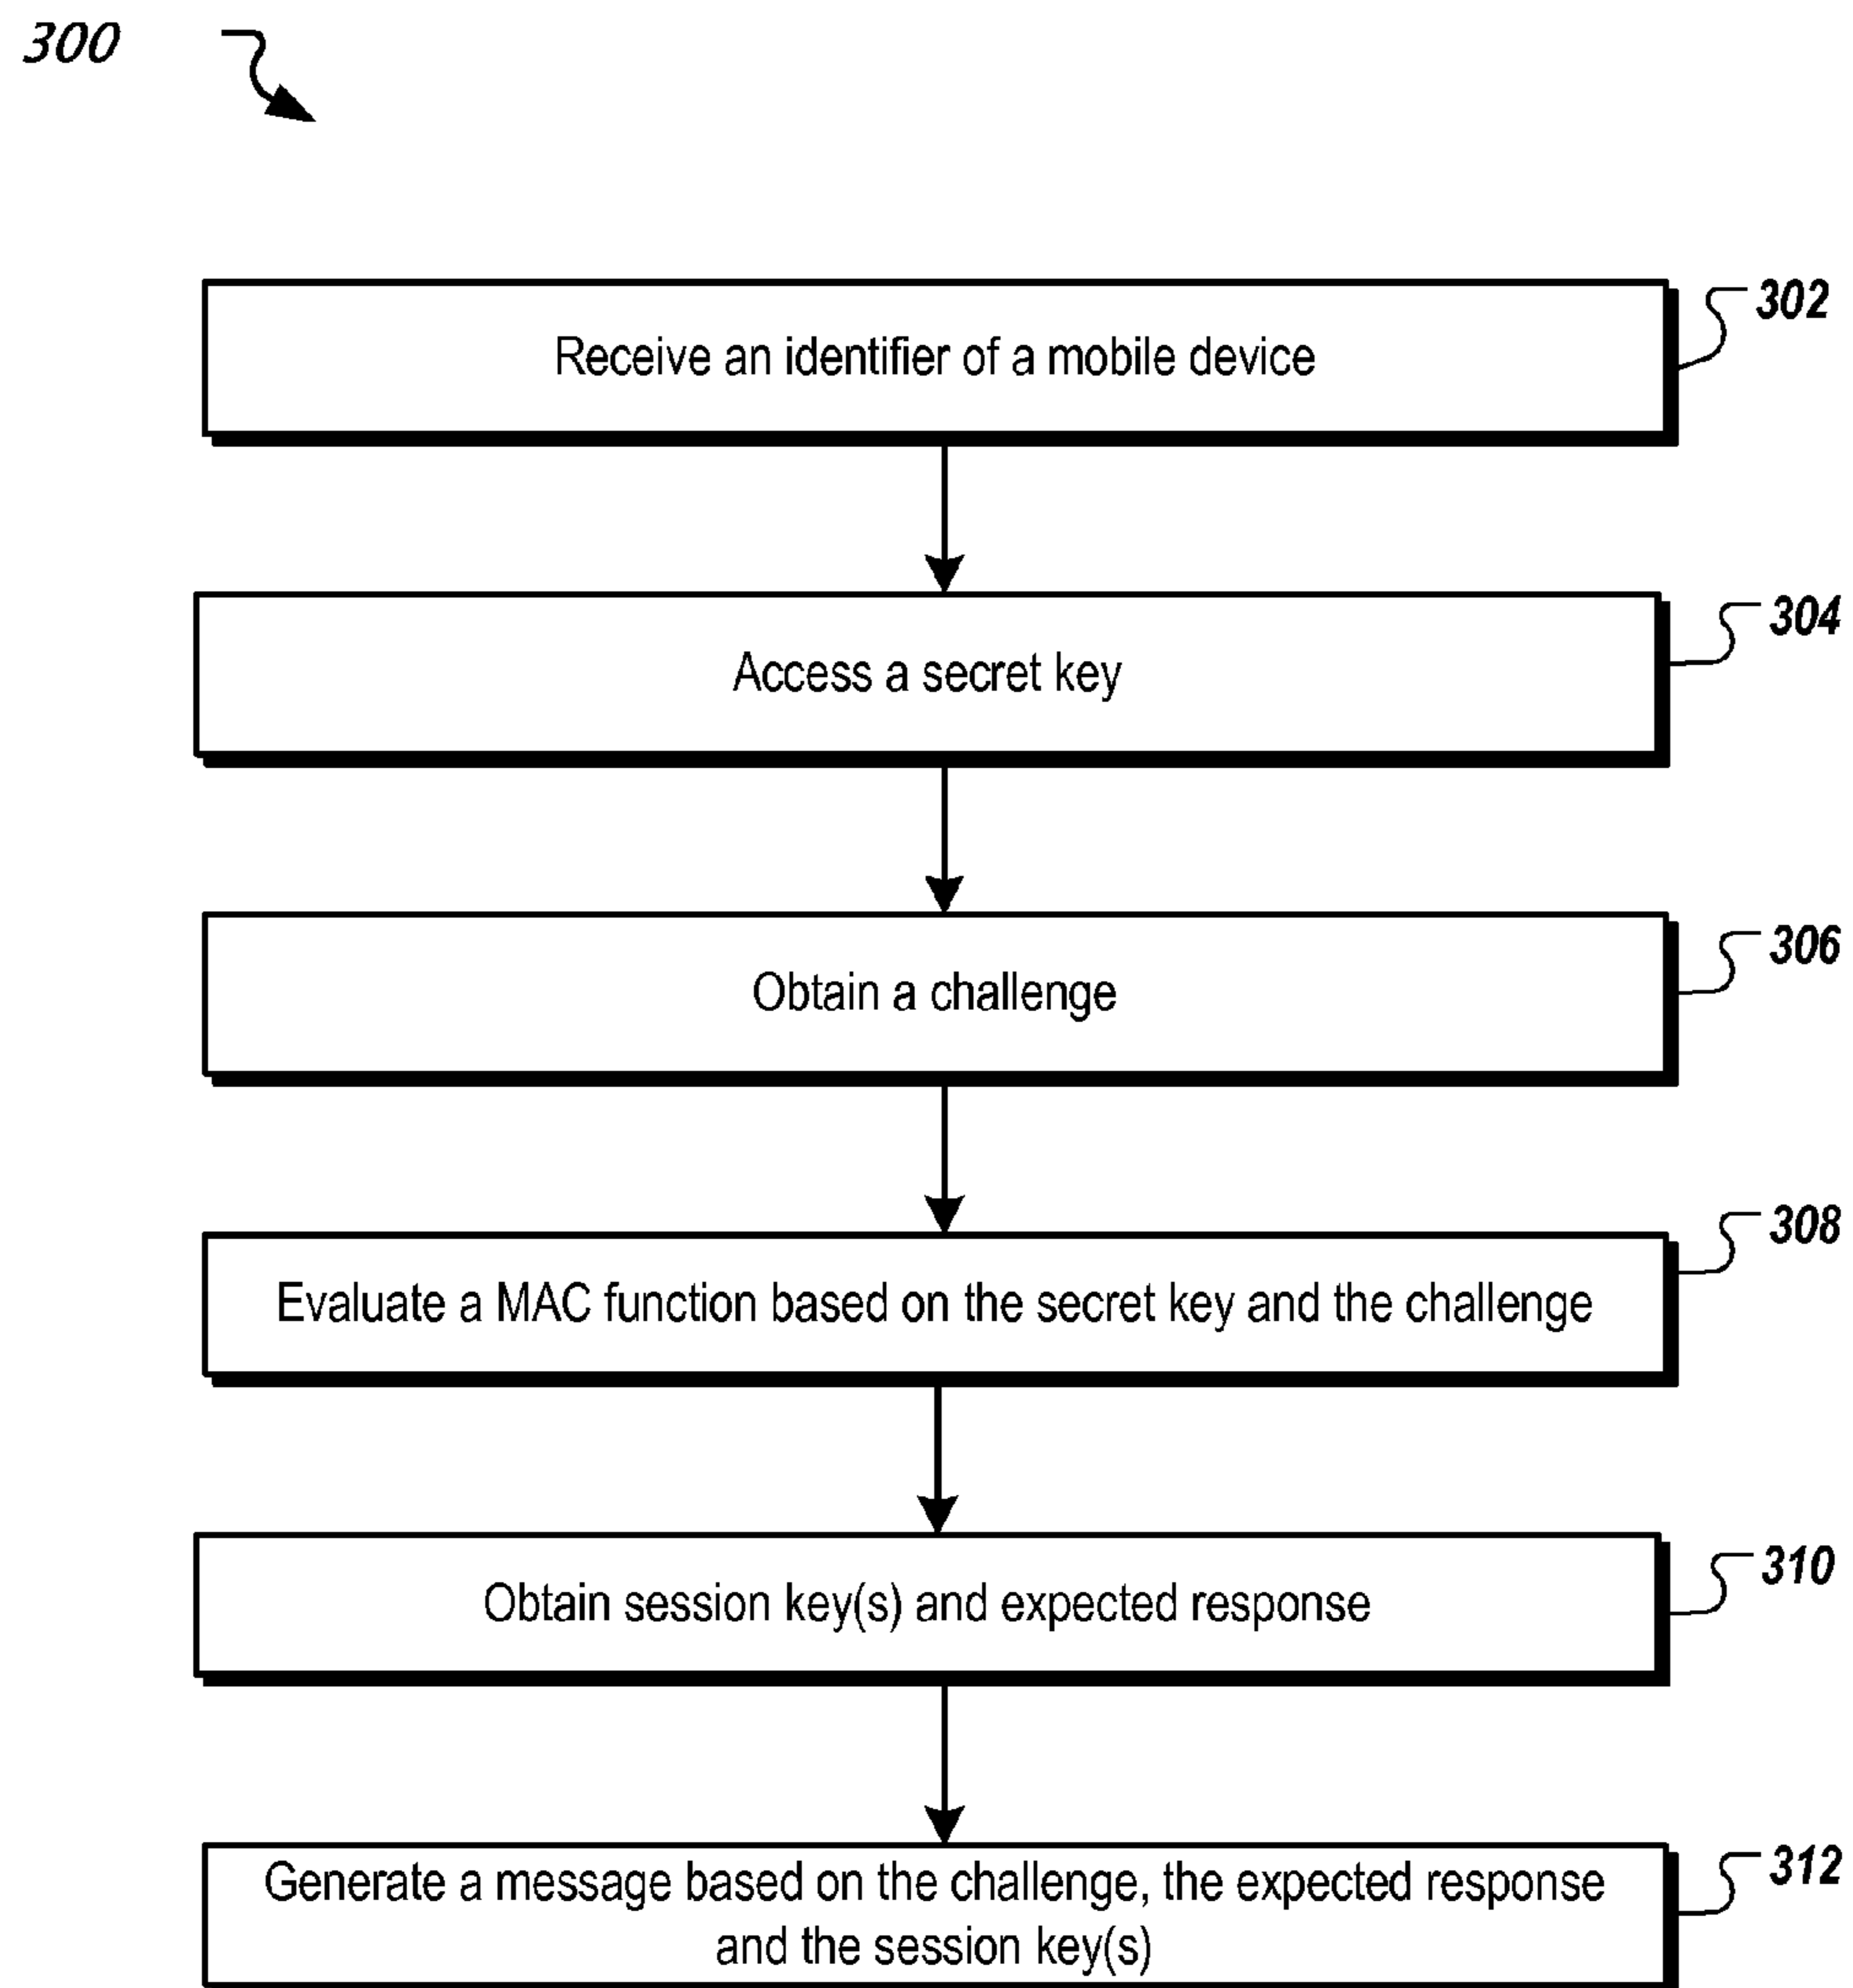 300
Receive an identifier of a mobile device
302
Access a secret key
304
Obtain a challenge
306
Evaluate a MAC function based on the secret key and the challenge
308
Obtain session key(s) and expected response
310
Generate a message based on the challenge, the expected response
and the session key(s)
312